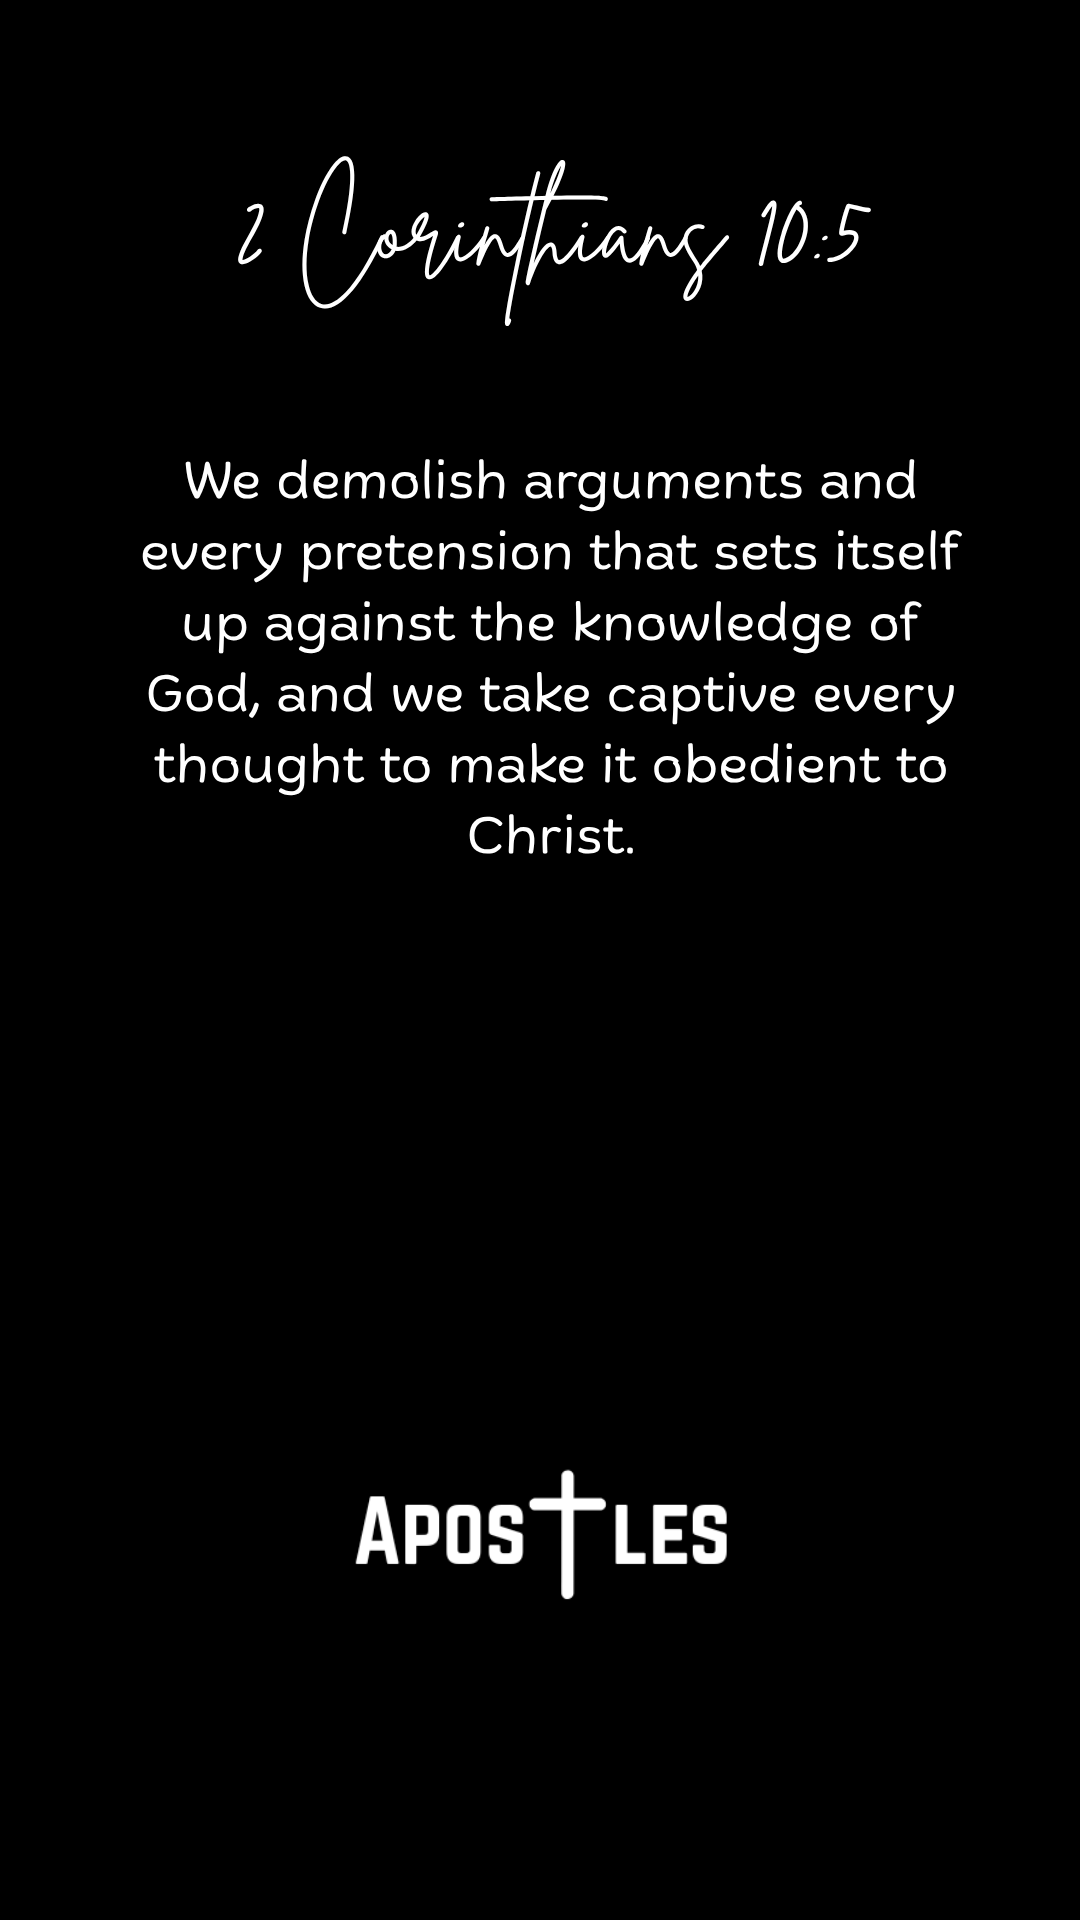 2 Corinthians 10:5
We demolish arguments and
every pretension that sets itself
up against the knowledge of
God, and we take captive every
thought to make it obedient to
Christ.
APOSTLES